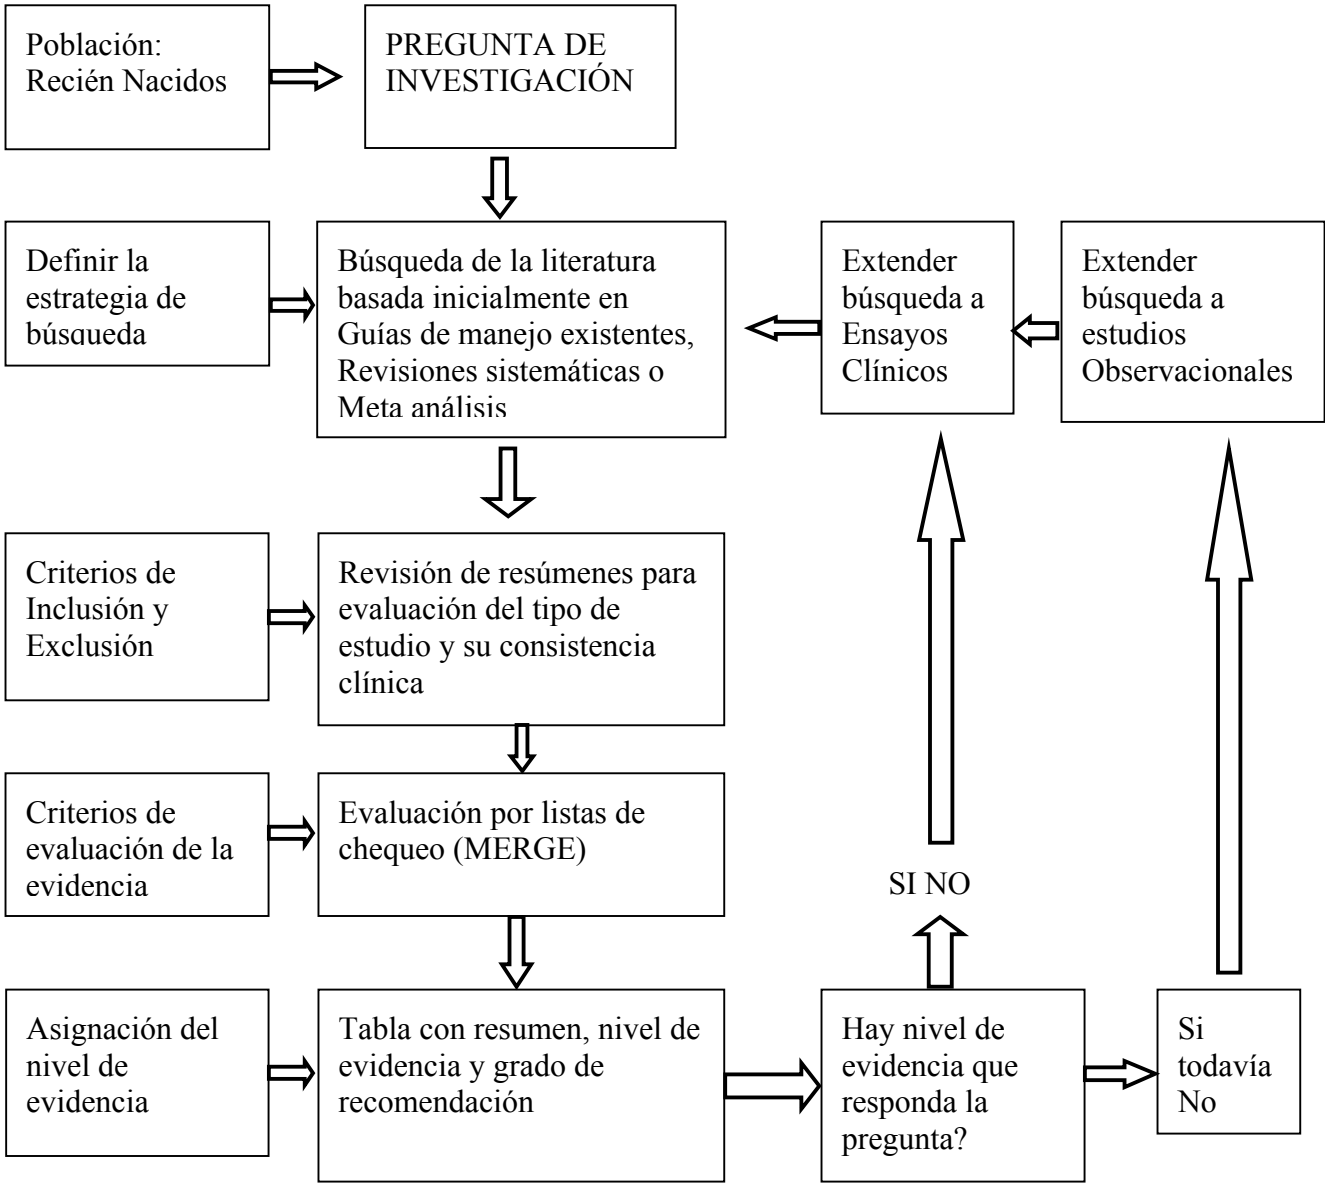 Población:
Recién Nacidos
PREGUNTA DE
INVESTIGACIÓN
Definir la
estrategia de
búsqueda
Búsqueda de la literatura
basada inicialmente en
Guías de manejo existentes,
Revisiones sistemáticas o
Meta análisis
Extender
búsqueda a
Ensayos
Clínicos
Extender
búsqueda a
estudios
Observacionales
Criterios de
Inclusión y
Exclusión
Revisión de resúmenes para
evaluación del tipo de
estudio y su consistencia
clínica
Criterios de
evaluación de la
evidencia
Evaluación por listas de
chequeo (MERGE)
SI NO
Asignación del
nivel de
evidencia
Tabla con resumen, nivel de
evidencia y grado de
recomendación
Hay nivel de
evidencia que
responda la
pregunta?
Si
todavía
No